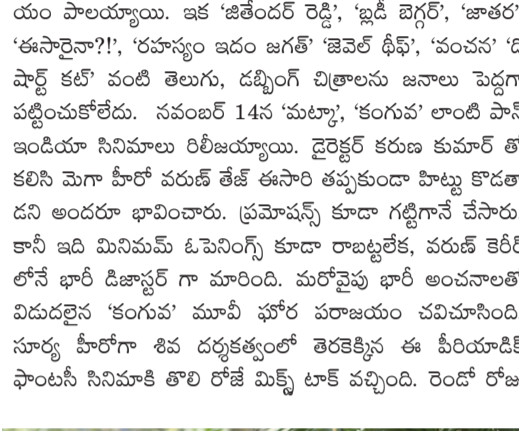 యం పాలయ్యాయి. ఇక 'జితేందర్ రెడ్డి', 'బ్లడీ బెగ్గర్', 'జాతర'
'ఈసారైనా?!', 'రహస్యం ఇదం జగత్' 'జెవెల్ థీఫ్', 'వంచన' 'ది
షార్ట్ కట్' వంటి తెలుగు, డబ్బింగ్ చిత్రాలను జనాలు పెద్దగా
పట్టించుకోలేదు. నవంబర్ 14న 'మట్కా', 'కంగువ' లాంటి పాన్
ఇండియా సినిమాలు రిలీజయ్యాయి. డైరెక్టర్ కరుణ కుమార్ తో
కలిసి మెగా హీరో వరుణ్ తేజ్ ఈసారి తప్పకుండా హిట్టు కొడతా
డని అందరూ భావించారు. ప్రమోషన్స్ కూడా గట్టిగానే చేసారు
కానీ ఇది మినిమమ్ ఓపెనింగ్స్ కూడా రాబట్టలేక, వరుణ్ కెరీర్
లోనే భారీ డిజాస్టర్ గా మారింది. మరోవైపు భారీ అంచనాలతో
విడుదలైన 'కంగువ' మూవీ ఘోర పరాజయం చవిచూసింది
సూర్య హీరోగా శివ దర్శకత్వంలో తెరకెక్కిన ఈ పీరియాడిక్
ఫాంటసీ సినిమాకి తొలి రోజే మిక్స్డ్ టాక్ వచ్చింది. రెండో రోజు